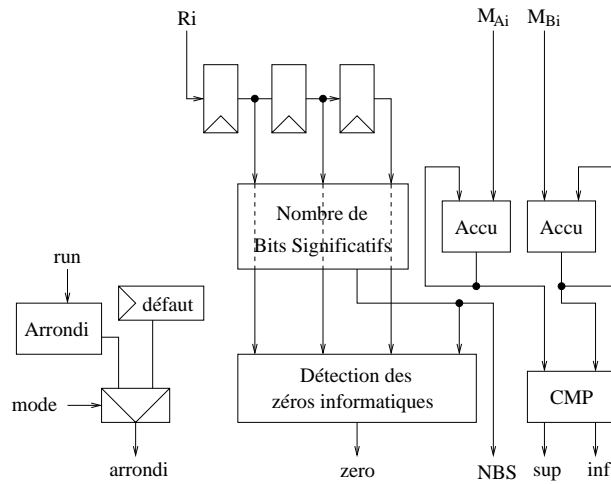 Ri
M_Ai
M_Bi
Nombre de
Bits Significatifs
Accu
Accu
run
Arrondi
défaut
mode
Détection des
zéros informatiques
CMP
arrondi
zero
NBS
sup
inf